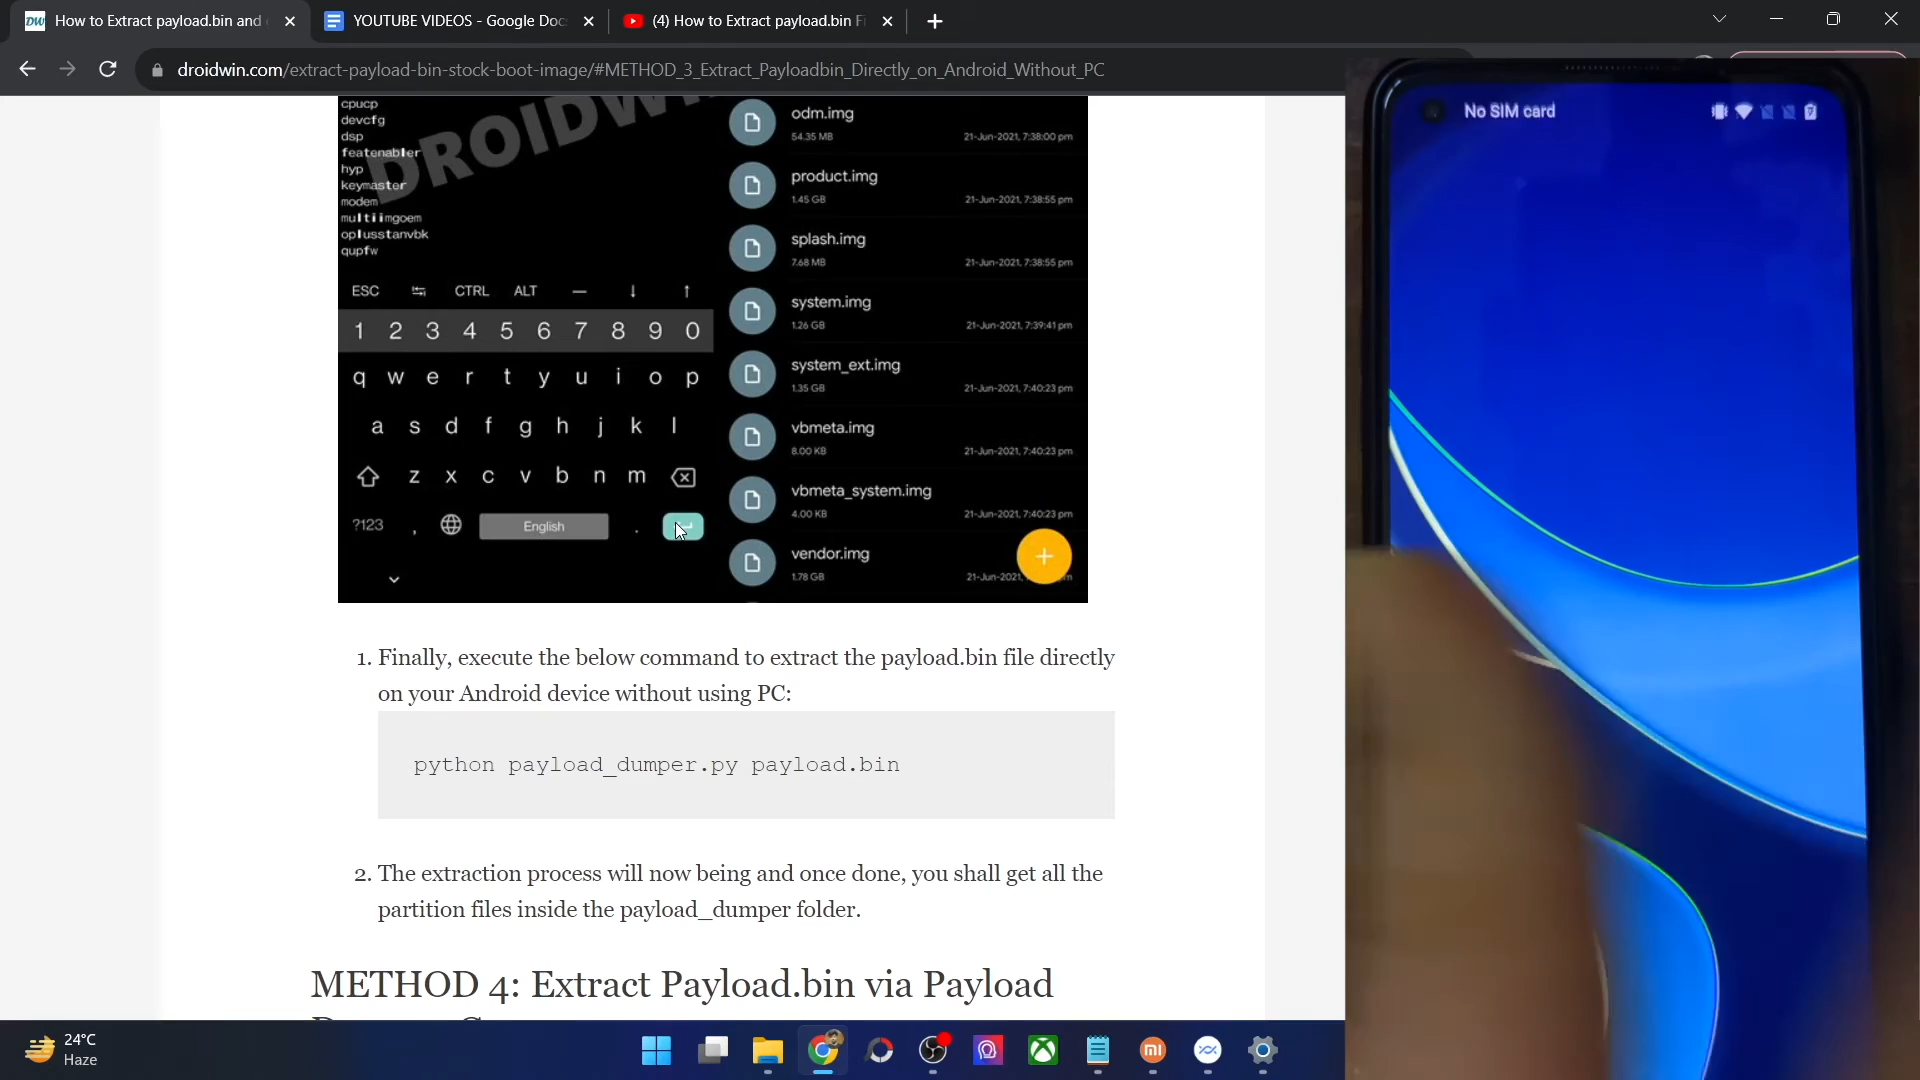 How to Extract payload.bin and
YOUTUBE VIDEOS - Google Doc
(4) How to Extract payload.bin Fi
droidwin.com/extract-payload-bin-stock-boot-image/#METHOD_3_Extract_Payloadbin_Directly_on_Android_Without_PC
No SIM card
DROIDWIN
cpucp
devcfg
dsp
featenabler
hyp
keymaster
modem
multiimgoem
oplusstanvbk
qupfw
ESC CTRL ALT —
1 2 3 4 5 6 7 8 9 0
q w e r t y u i o p
a s d f g h j k l
z x c v b n m
?123 , English .
odm.img
54.35 MB 21-Jun-2021, 7:38:00 pm
product.img
1.45 GB 21-Jun-2021, 7:38:55 pm
splash.img
7.68 MB 21-Jun-2021, 7:38:55 pm
system.img
1.26 GB 21-Jun-2021, 7:39:41 pm
system_ext.img
1.35 GB 21-Jun-2021, 7:40:23 pm
vbmeta.img
8.00 KB 21-Jun-2021, 7:40:23 pm
vbmeta_system.img
4.00 KB 21-Jun-2021, 7:40:23 pm
vendor.img
1.78 GB 21-Jun-2021,
1. Finally, execute the below command to extract the payload.bin file directly
on your Android device without using PC:
python payload_dumper.py payload.bin
2. The extraction process will now being and once done, you shall get all the
partition files inside the payload_dumper folder.
METHOD 4: Extract Payload.bin via Payload
24°C
Haze